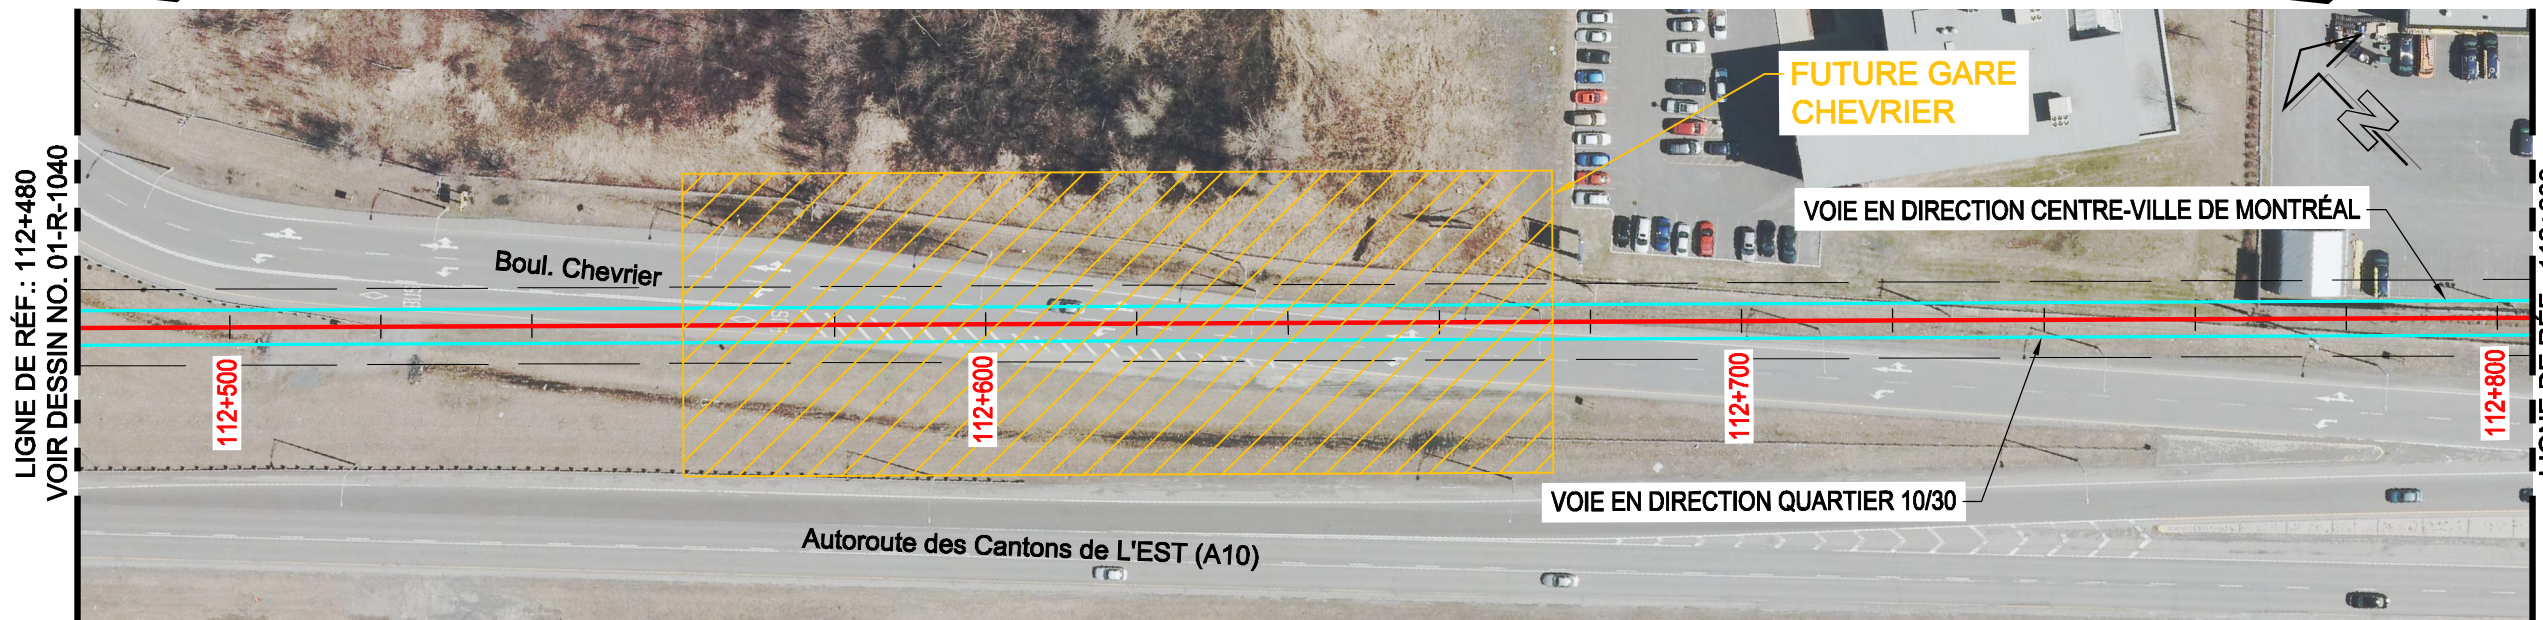 LIGNE DE RÉF.: 112+480
VOIR DESSIN NO. 01-R-1040
FUTURE GARE
CHEVRIER
N
VOIE EN DIRECTION CENTRE-VILLE DE MONTRÉAL
Boul. Chevrier
BUS
112+500
112+600
112+700
112+800
VOIE EN DIRECTION QUARTIER 10/30
Autoroute des Cantons de L'EST (A10)